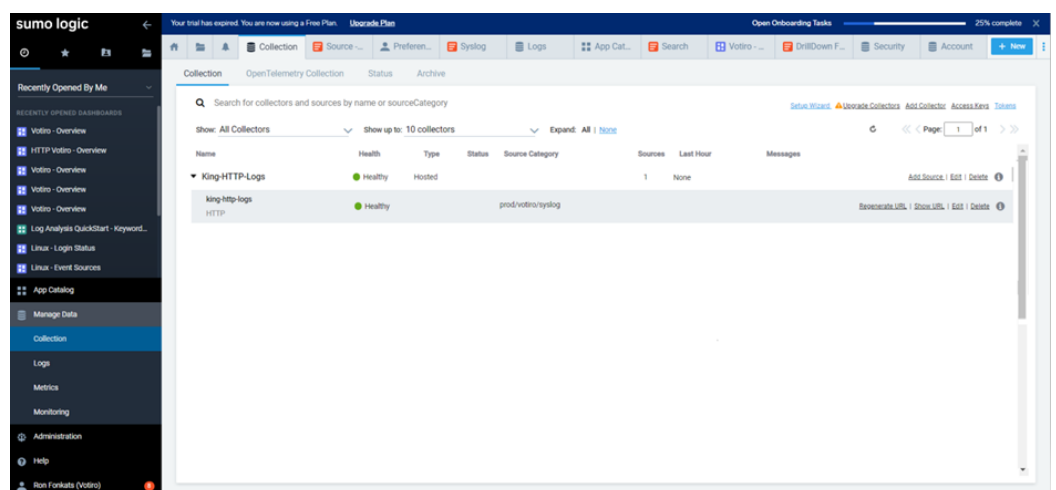 sumo logic
Your trial has expired. You are now using a Free Plan. Upgrade Plan
Open Onboarding Tasks
25% complete
Collection
Source -...
Preferen...
Syslog
Logs
App Cat...
Search
Votiro - ...
DrillDown F...
Security
Account
+ New
Recently Opened By Me
RECENTLY OPENED DASHBOARDS
Votiro - Overview
HTTP Votiro - Overview
Votiro - Overview
Votiro - Overview
Votiro - Overview
Log Analysis QuickStart - Keyword...
Linux - Login Status
Linux - Event Sources
App Catalog
Manage Data
Collection
Logs
Metrics
Monitoring
Administration
Help
Ron Fonkats (Votiro)
Collection OpenTelemetry Collection Status Archive
Search for collectors and sources by name or sourceCategory
Setup Wizard Upgrade Collectors Add Collector Access Keys Tokens
Show: All Collectors Show up to: 10 collectors Expand: All | None
Page: 1 of 1
Name Health Type Status Source Category Sources Last Hour Messages
King-HTTP-Logs Healthy Hosted 1 None Add Source | Edit | Delete
king-http-logs
HTTP
Healthy prod/votiro/syslog Regenerate URL | Show URL | Edit | Delete